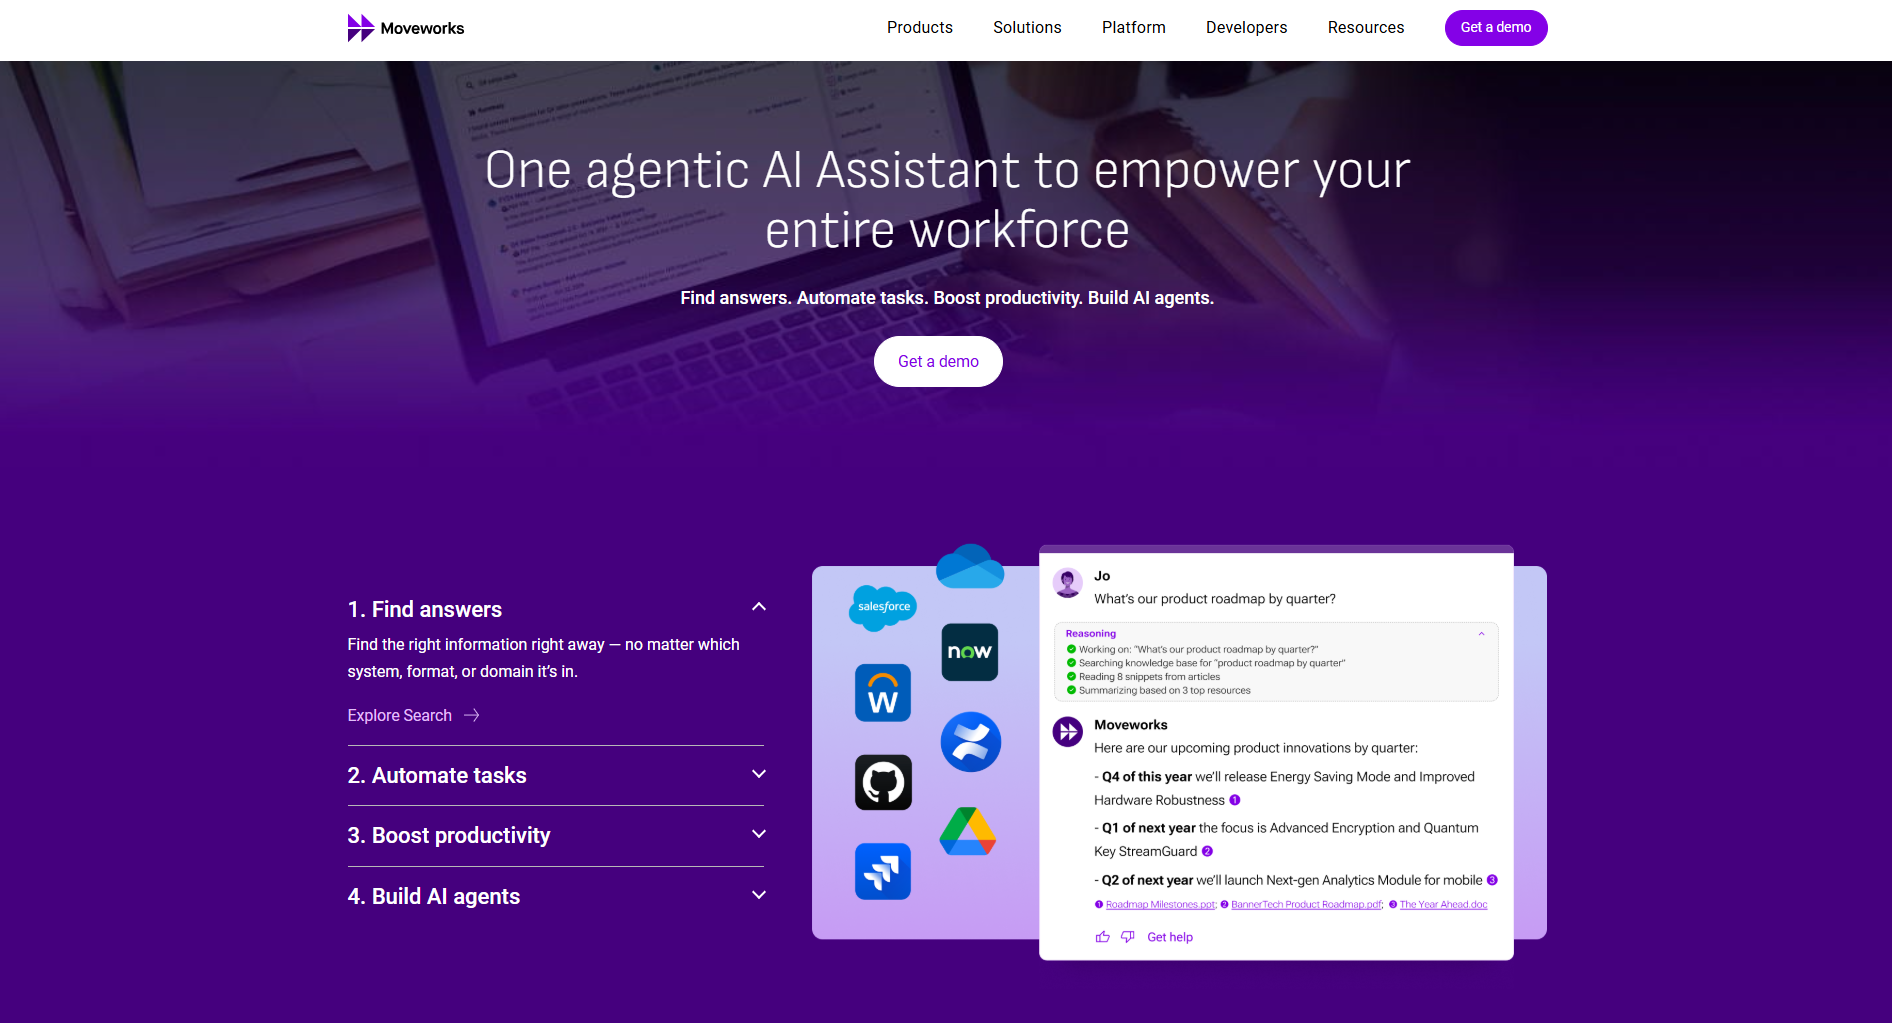 Moveworks
Products
Solutions
Platform
Developers
Resources
Get a demo
One agentic AI Assistant to empower your
entire workforce
Find answers. Automate tasks. Boost productivity. Build AI agents.
Get a demo
1. Find answers
Find the right information right away — no matter which
system, format, or domain it’s in.
Explore Search
2. Automate tasks
3. Boost productivity
4. Build AI agents
salesforce
now
W
Jo
What’s our product roadmap by quarter?
Reasoning
Working on: “What’s our product roadmap by quarter?”
Searching knowledge base for “product roadmap by quarter”
Reading 8 snippets from articles
Summarizing based on 3 top resources
Moveworks
Here are our upcoming product innovations by quarter:
- Q4 of this year we’ll release Energy Saving Mode and Improved
Hardware Robustness 1
- Q1 of next year the focus is Advanced Encryption and Quantum
Key StreamGuard 2
- Q2 of next year we’ll launch Next-gen Analytics Module for mobile 3
1 Roadmap Milestones.ppt; 2 BannerTech Product Roadmap.pdf; 3 The Year Ahead.doc
Get help